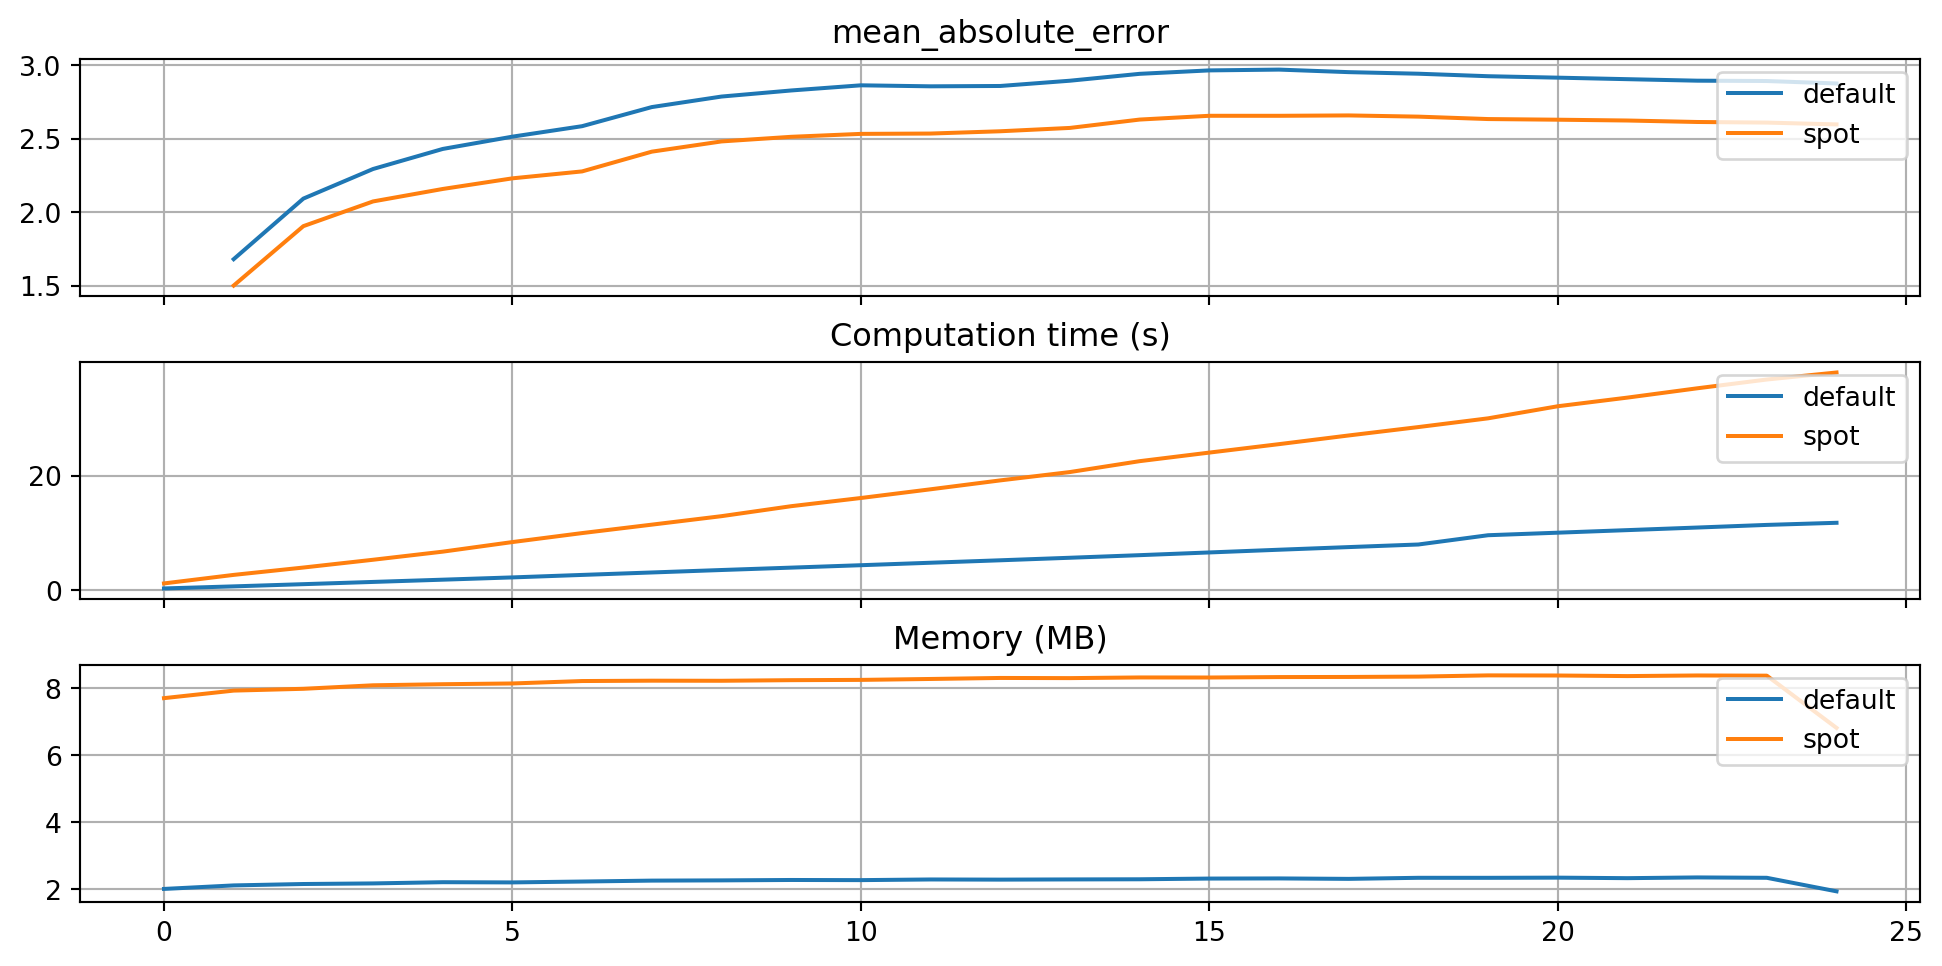 mean_absolute_error
3.0
2.5
2.0
1.5
default
spot
Computation time (s)
20
0
default
spot
Memory (MB)
8
6
4
2
default
spot
0 5 10 15 20 25